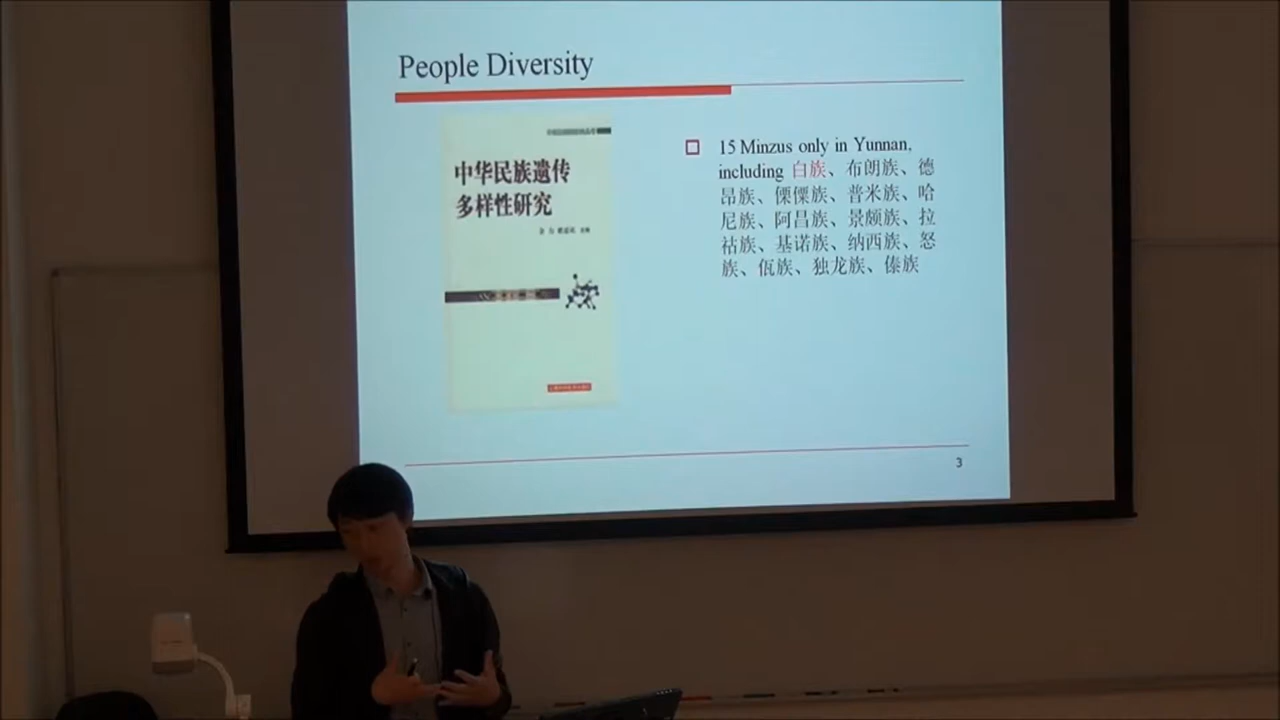 People Diversity
中华民族遗传
多样性研究
15 Minzus only in Yunnan,
including 白族、布朗族、德
昂族、傈僳族、普米族、哈
尼族、阿昌族、景颇族、拉
祜族、基诺族、纳西族、怒
族、佤族、独龙族、傣族
3